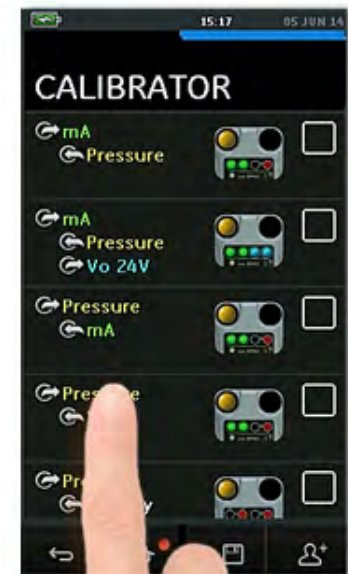 15:17 05 JUN 14
CALIBRATOR
mA
Pressure
mA
Pressure
Vo 24V
Pressure
mA